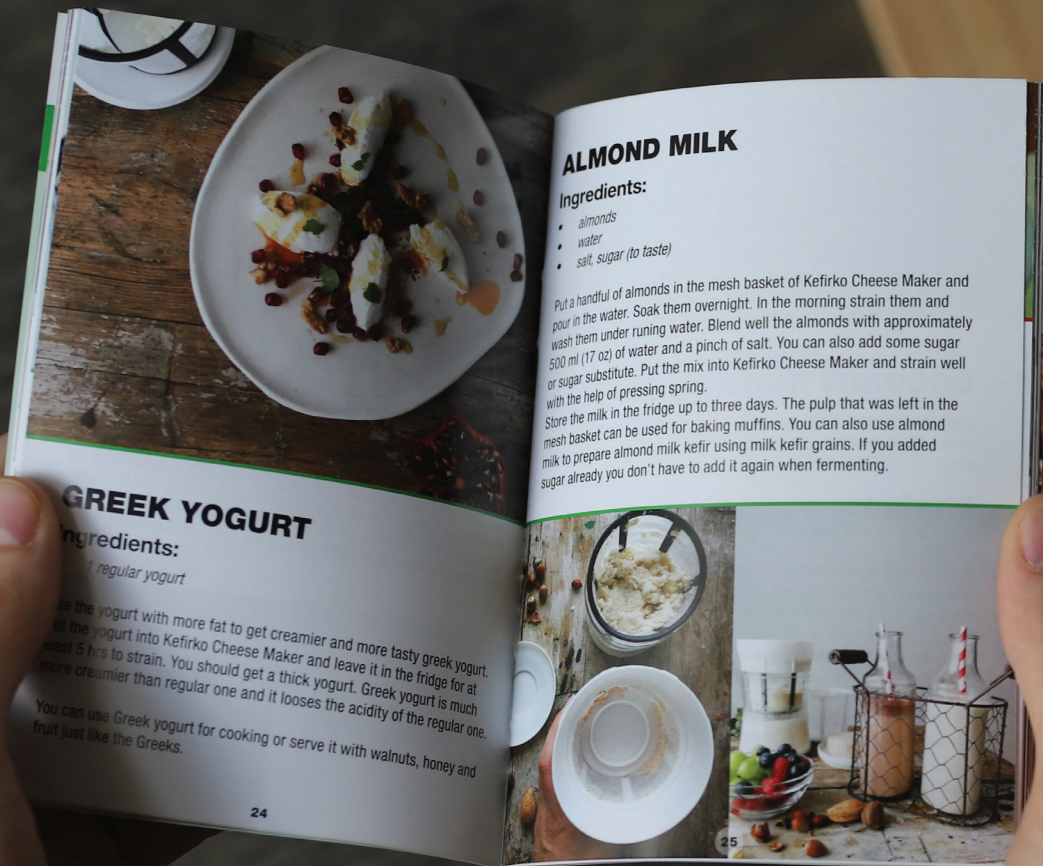 GREEK YOGURT
Ingredients:
1 regular yogurt
the yogurt with more fat to get creamier and more tasty greek yogurt.
the yogurt into Kefirko Cheese Maker and leave it in the fridge for at
least 5 hrs to strain. You should get a thick yogurt. Greek yogurt is much
more creamier than regular one and it looses the acidity of the regular one.
You can use Greek yogurt for cooking or serve it with walnuts, honey and
fruit just like the Greeks.
24
ALMOND MILK
Ingredients:
• almonds
• water
• salt, sugar (to taste)
Put a handful of almonds in the mesh basket of Kefirko Cheese Maker and
pour in the water. Soak them overnight. In the morning strain them and
wash them under runing water. Blend well the almonds with approximately
500 ml (17 oz) of water and a pinch of salt. You can also add some sugar
or sugar substitute. Put the mix into Kefirko Cheese Maker and strain well
with the help of pressing spring.
Store the milk in the fridge up to three days. The pulp that was left in the
mesh basket can be used for baking muffins. You can also use almond
milk to prepare almond milk kefir using milk kefir grains. If you added
sugar already you don't have to add it again when fermenting.
25